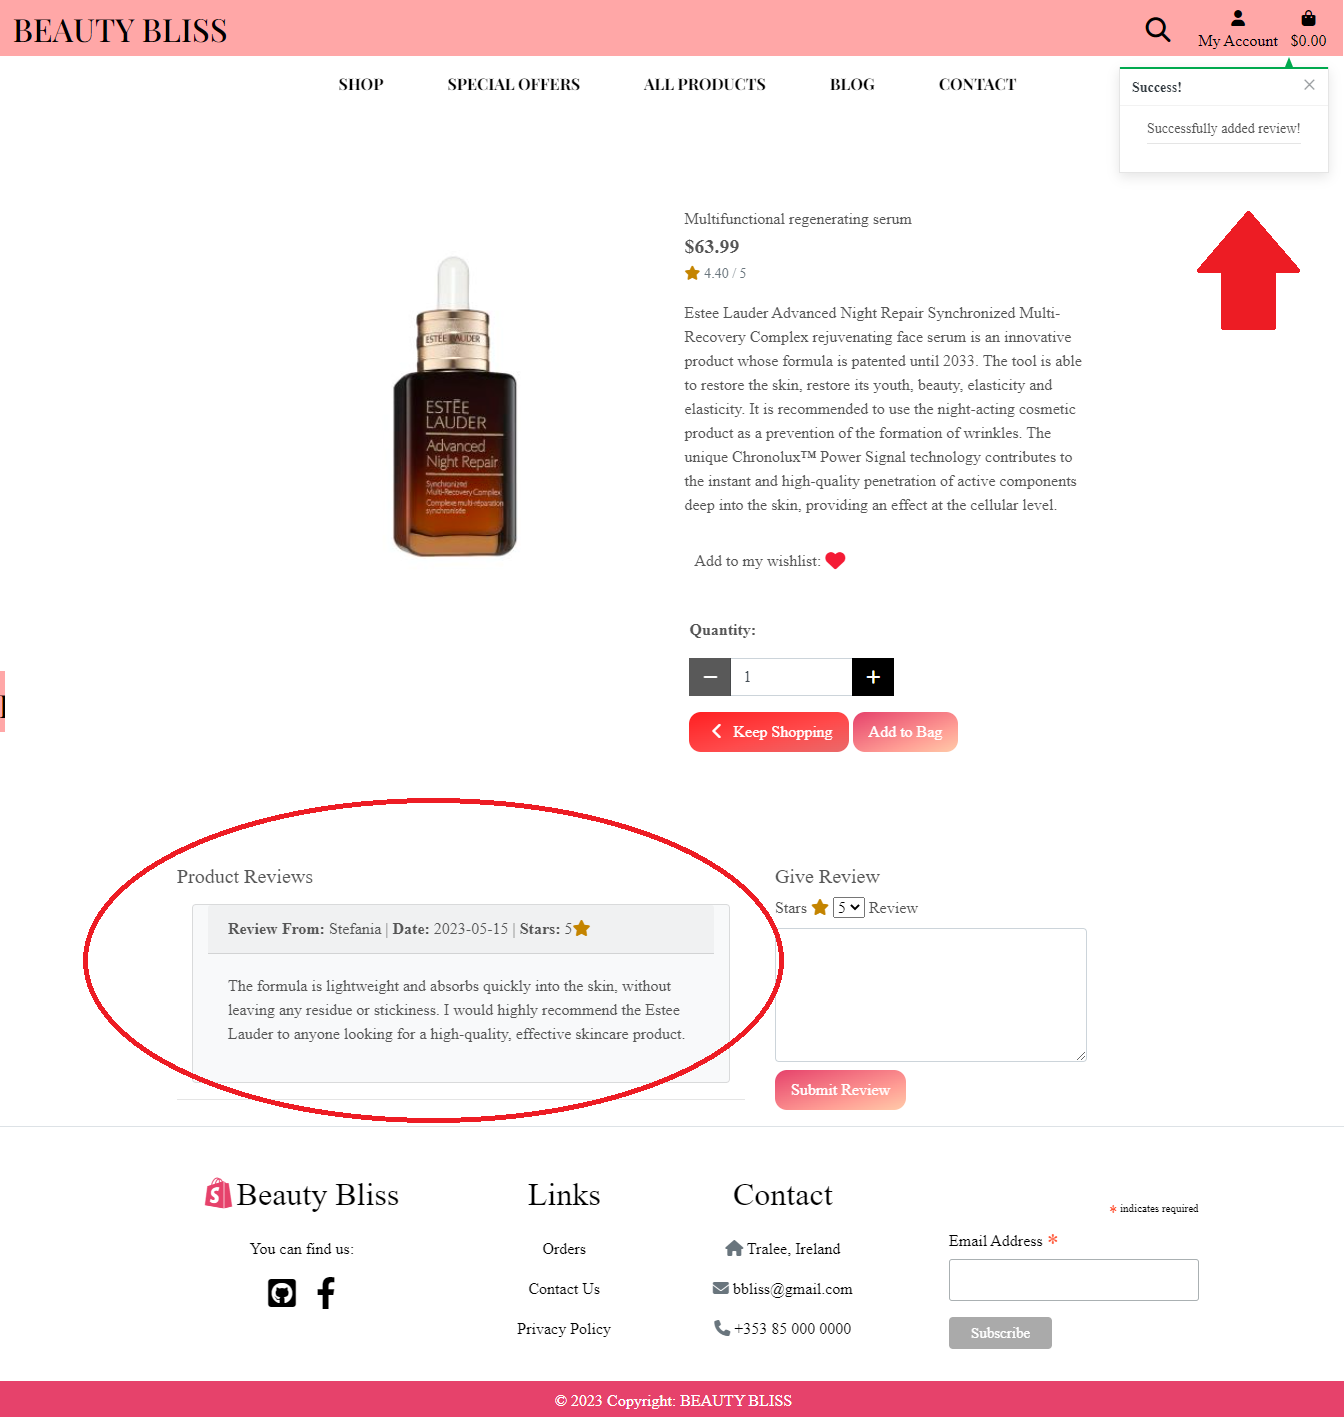 BEAUTY BLISS
My Account
$0.00
SHOP
SPECIAL OFFERS
ALL PRODUCTS
BLOG
CONTACT
Success!
Successfully added review!
Multifunctional regenerating serum
$63.99
4.40 / 5
Estee Lauder Advanced Night Repair Synchronized Multi-
Recovery Complex rejuvenating face serum is an innovative
product whose formula is patented until 2033. The tool is able
to restore the skin, restore its youth, beauty, elasticity and
elasticity. It is recommended to use the night-acting cosmetic
product as a prevention of the formation of wrinkles. The
unique Chronolux™ Power Signal technology contributes to
the instant and high-quality penetration of active components
deep into the skin, providing an effect at the cellular level.
ESTĒE LAUDER
ESTĒE
LAUDER
Advanced
Night Repair
Synchronized
Multi-Recovery Complex
Complexe multi-réparation
synchronisée
Add to my wishlist:
Quantity:
1
Keep Shopping
Add to Bag
Product Reviews
Review From: Stefania | Date: 2023-05-15 | Stars: 5
The formula is lightweight and absorbs quickly into the skin, without
leaving any residue or stickiness. I would highly recommend the Estee
Lauder to anyone looking for a high-quality, effective skincare product.
Give Review
Stars 5 Review
Submit Review
Beauty Bliss
You can find us:
Links
Orders
Contact Us
Privacy Policy
Contact
Tralee, Ireland
bbliss@gmail.com
+353 85 000 0000
* indicates required
Email Address *
Subscribe
© 2023 Copyright: BEAUTY BLISS